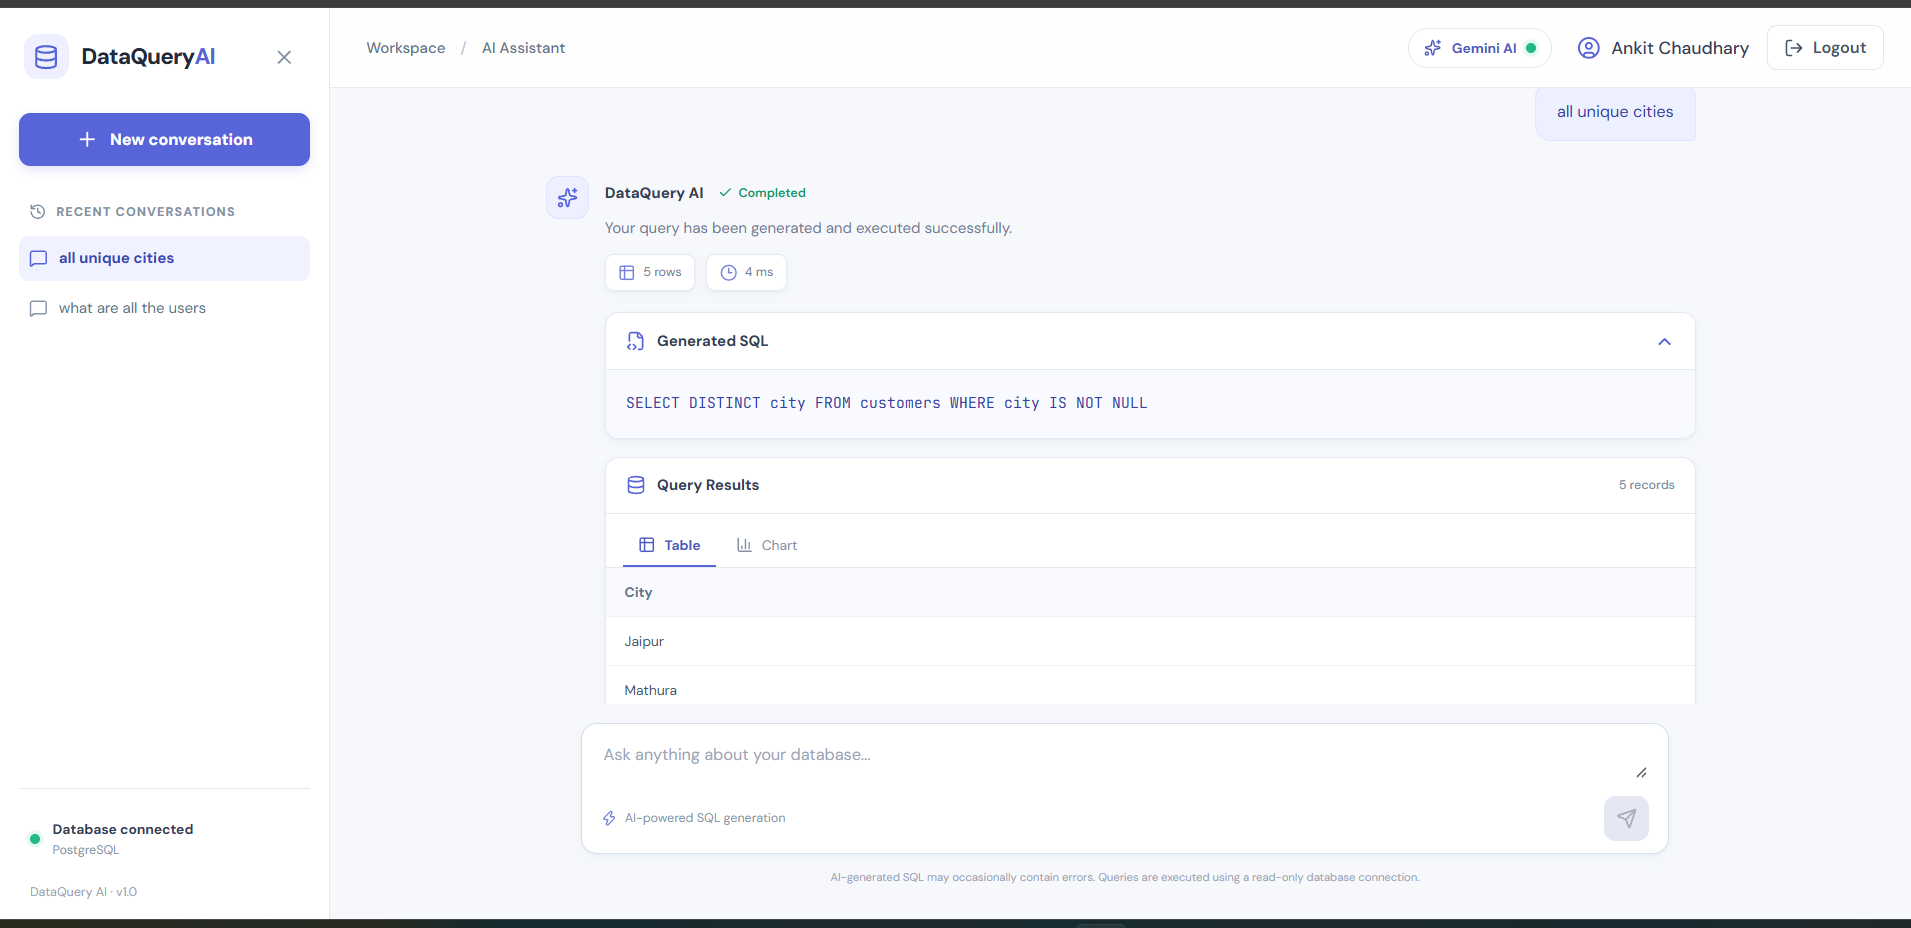 DataQueryAI
New conversation
RECENT CONVERSATIONS
all unique cities
what are all the users
Database connected
PostgreSQL
DataQuery AI · v1.0
Workspace / AI Assistant
Gemini AI
Ankit Chaudhary
Logout
all unique cities
DataQuery AI
Completed
Your query has been generated and executed successfully.
5 rows
4 ms
Generated SQL
SELECT DISTINCT city FROM customers WHERE city IS NOT NULL
Query Results
5 records
Table
Chart
City
Jaipur
Mathura
Ask anything about your database...
AI-powered SQL generation
AI-generated SQL may occasionally contain errors. Queries are executed using a read-only database connection.